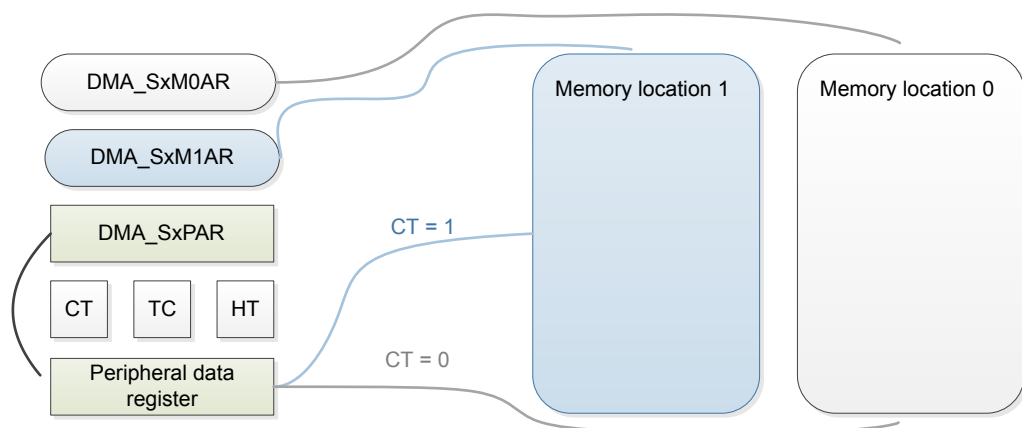 DMA_SxM0AR
Memory location 1
Memory location 0
DMA_SxM1AR
DMA_SxPAR
CT = 1
CT
TC
HT
CT = 0
Peripheral data
register